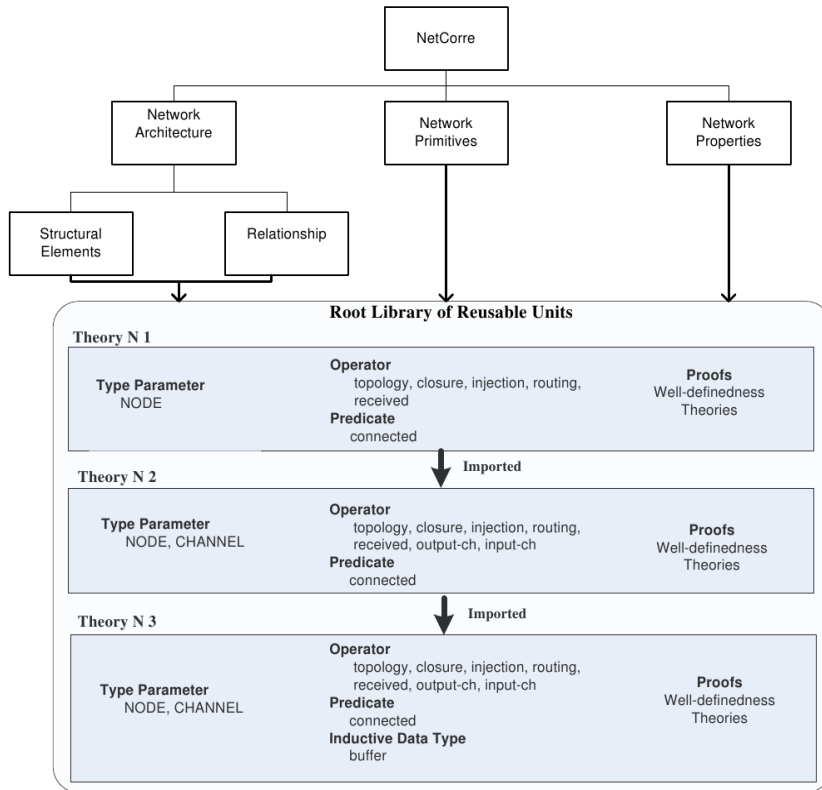 NetCorre
Network
Architecture
Network
Primitives
Network
Properties
Structural
Elements
Relationship
Root Library of Reusable Units
Theory N 1
Type Parameter
NODE
Operator
topology, closure, injection, routing,
received
Predicate
connected
Proofs
Well-definedness
Theories
Imported
Theory N 2
Type Parameter
NODE, CHANNEL
Operator
topology, closure, injection, routing,
received, output-ch, input-ch
Predicate
connected
Proofs
Well-definedness
Theories
Imported
Theory N 3
Type Parameter
NODE, CHANNEL
Operator
topology, closure, injection, routing,
received, output-ch, input-ch
Predicate
connected
Inductive Data Type
buffer
Proofs
Well-definedness
Theories